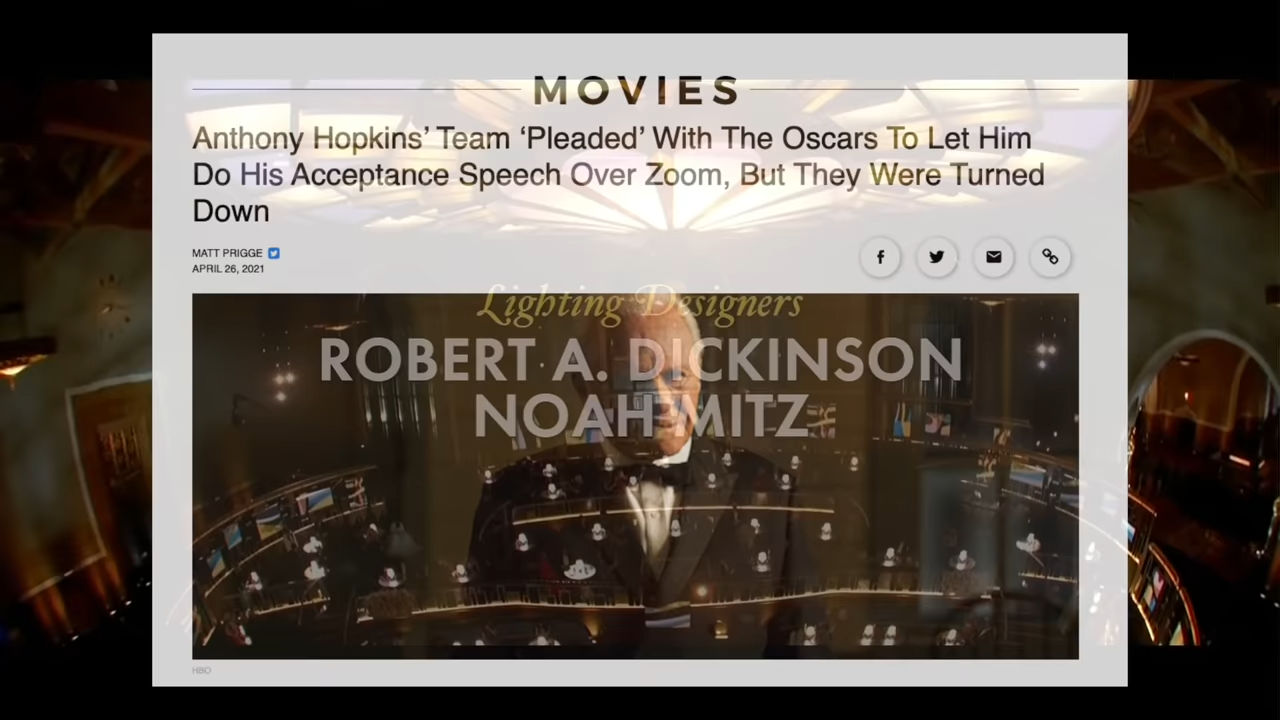 MOVIES
Anthony Hopkins’ Team ‘Pleaded’ With The Oscars To Let Him
Do His Acceptance Speech Over Zoom, But They Were Turned
Down
MATT PRIGGE
APRIL 26, 2021
Lighting Designers
ROBERT A. DICKINSON
NOAH MITZ
HBO